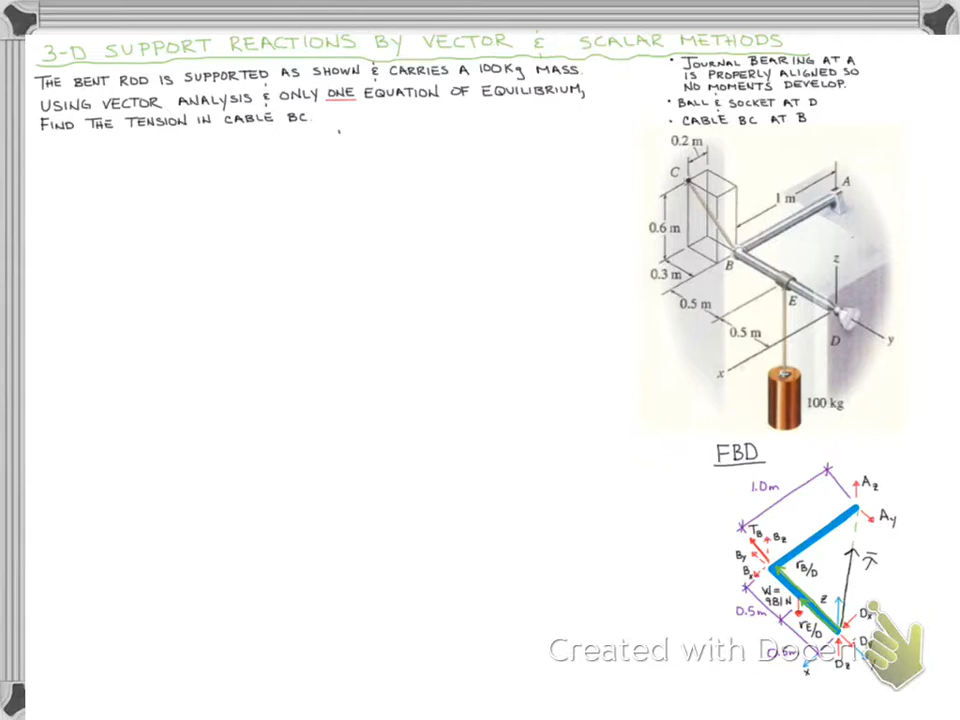 3-D SUPPORT REACTIONS BY VECTOR & SCALAR METHODS
THE BENT ROD IS SUPPORTED AS SHOWN & CARRIES A 100Kg MASS.
USING VECTOR ANALYSIS & ONLY ONE EQUATION OF EQUILIBRIUM,
FIND THE TENSION IN CABLE BC.
• JOURNAL BEARING AT A
IS PROPERLY ALIGNED SO
NO MOMENTS DEVELOP.
• BALL & SOCKET AT D
• CABLE BC AT B
0.2 m
C
A
1 m
0.6 m
B
z
0.3 m
E
0.5 m
0.5 m
D
y
x
100 kg
FBD
1.0m
Az
Ay
TB
Bz
By
Bx
rB/D
W=
981N
z
0.5m
rE/D
Dx
0.5m
Dz
x
Created with Doceri